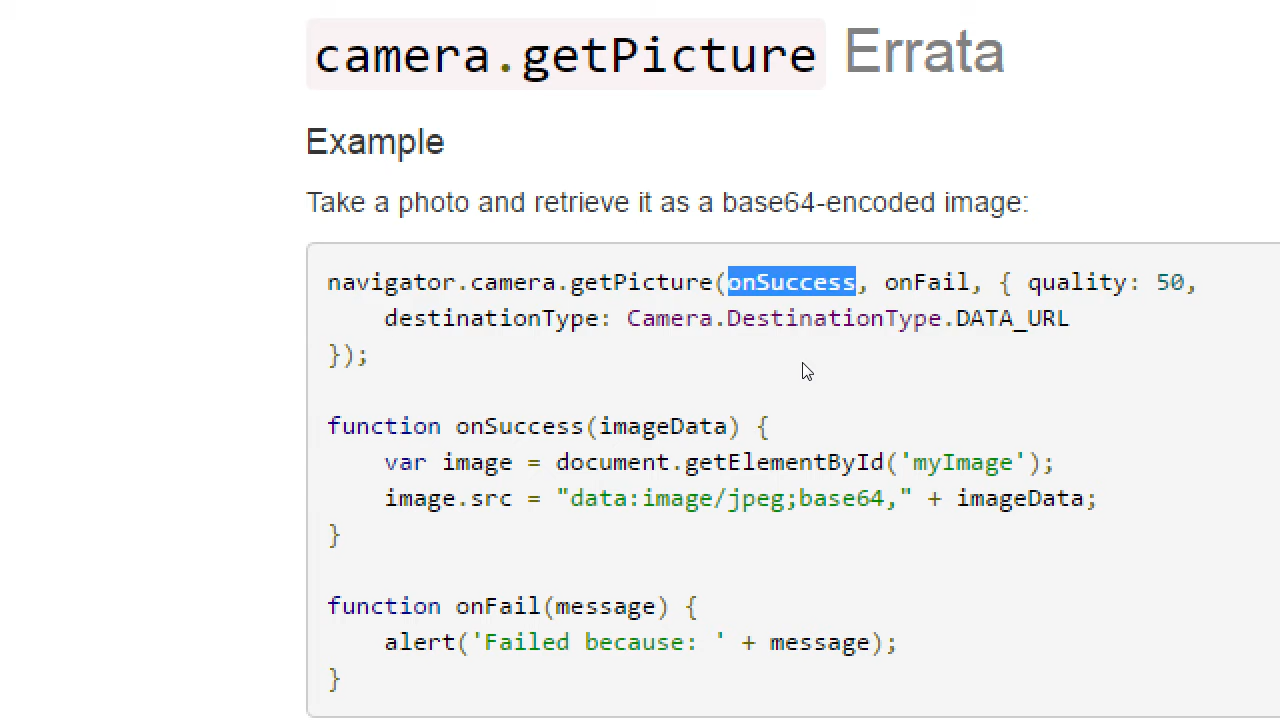 camera.getPicture Errata
Example
Take a photo and retrieve it as a base64-encoded image:
navigator.camera.getPicture(onSuccess, onFail, { quality: 50,
    destinationType: Camera.DestinationType.DATA_URL
});
function onSuccess(imageData) {
    var image = document.getElementById('myImage');
    image.src = "data:image/jpeg;base64," + imageData;
}
function onFail(message) {
    alert('Failed because: ' + message);
}